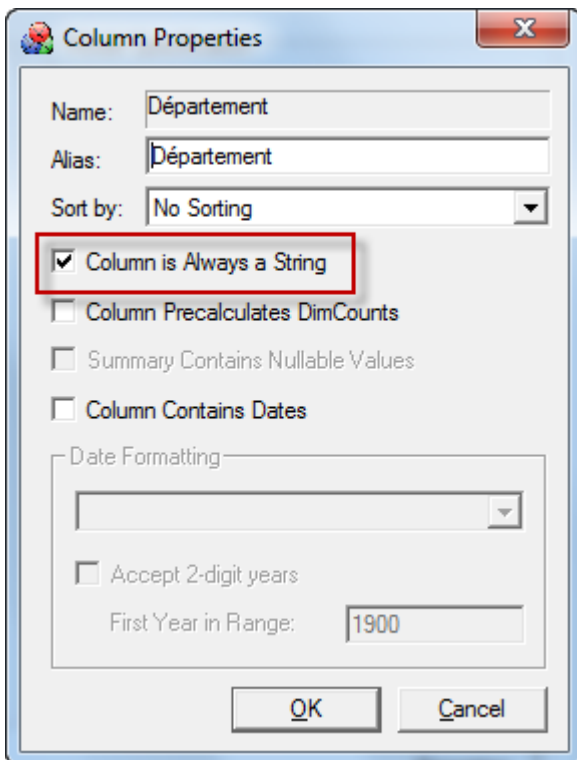 Column Properties
Name: Département
Alias: Département
Sort by: No Sorting
Column is Always a String
Column Precalculates DimCounts
Summary Contains Nullable Values
Column Contains Dates
Date Formatting
Accept 2-digit years
First Year in Range: 1900
OK Cancel